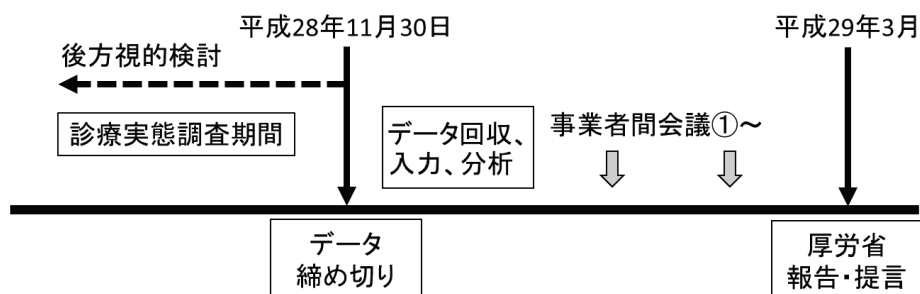 平成28年11月30日
平成29年3月
後方視的検討
診療実態調査期間
データ回収、
入力、分析
事業者間会議①～
データ
締め切り
厚労省
報告・提言